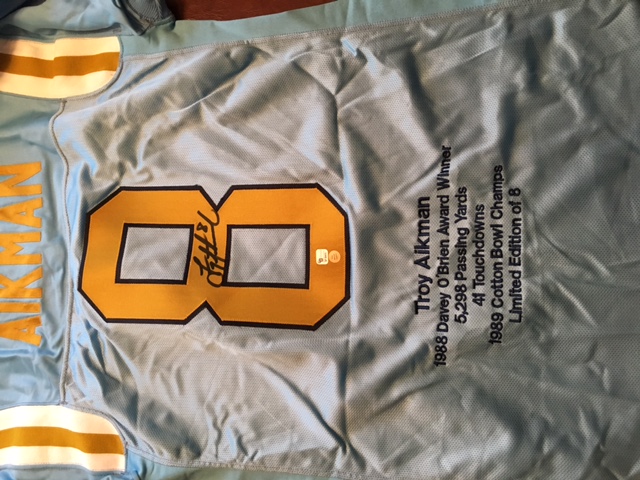 AIKMAN
8
Troy Aikman
1988 Davey O'Brien Award Winner
5,298 Passing Yards
41 Touchdowns
1989 Cotton Bowl Champs
Limited Edition of 8